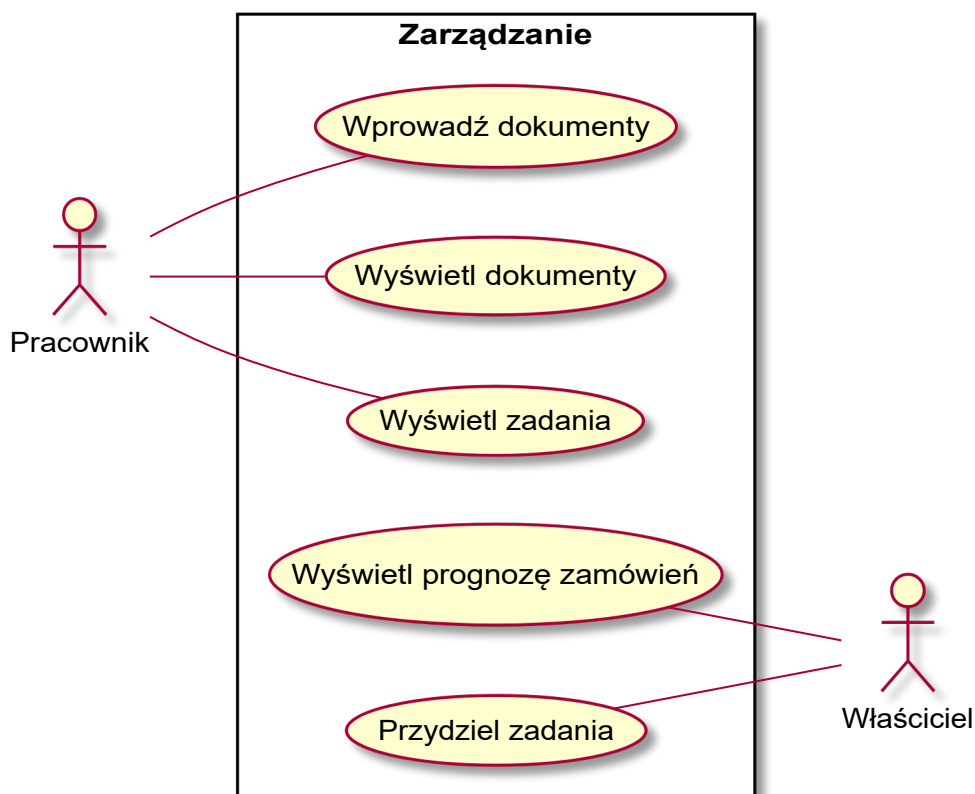 Zarządzanie
Wprowadź dokumenty
Wyświetl dokumenty
Pracownik
Wyświetl zadania
Wyświetl prognozę zamówień
Właściciel
Przydziel zadania